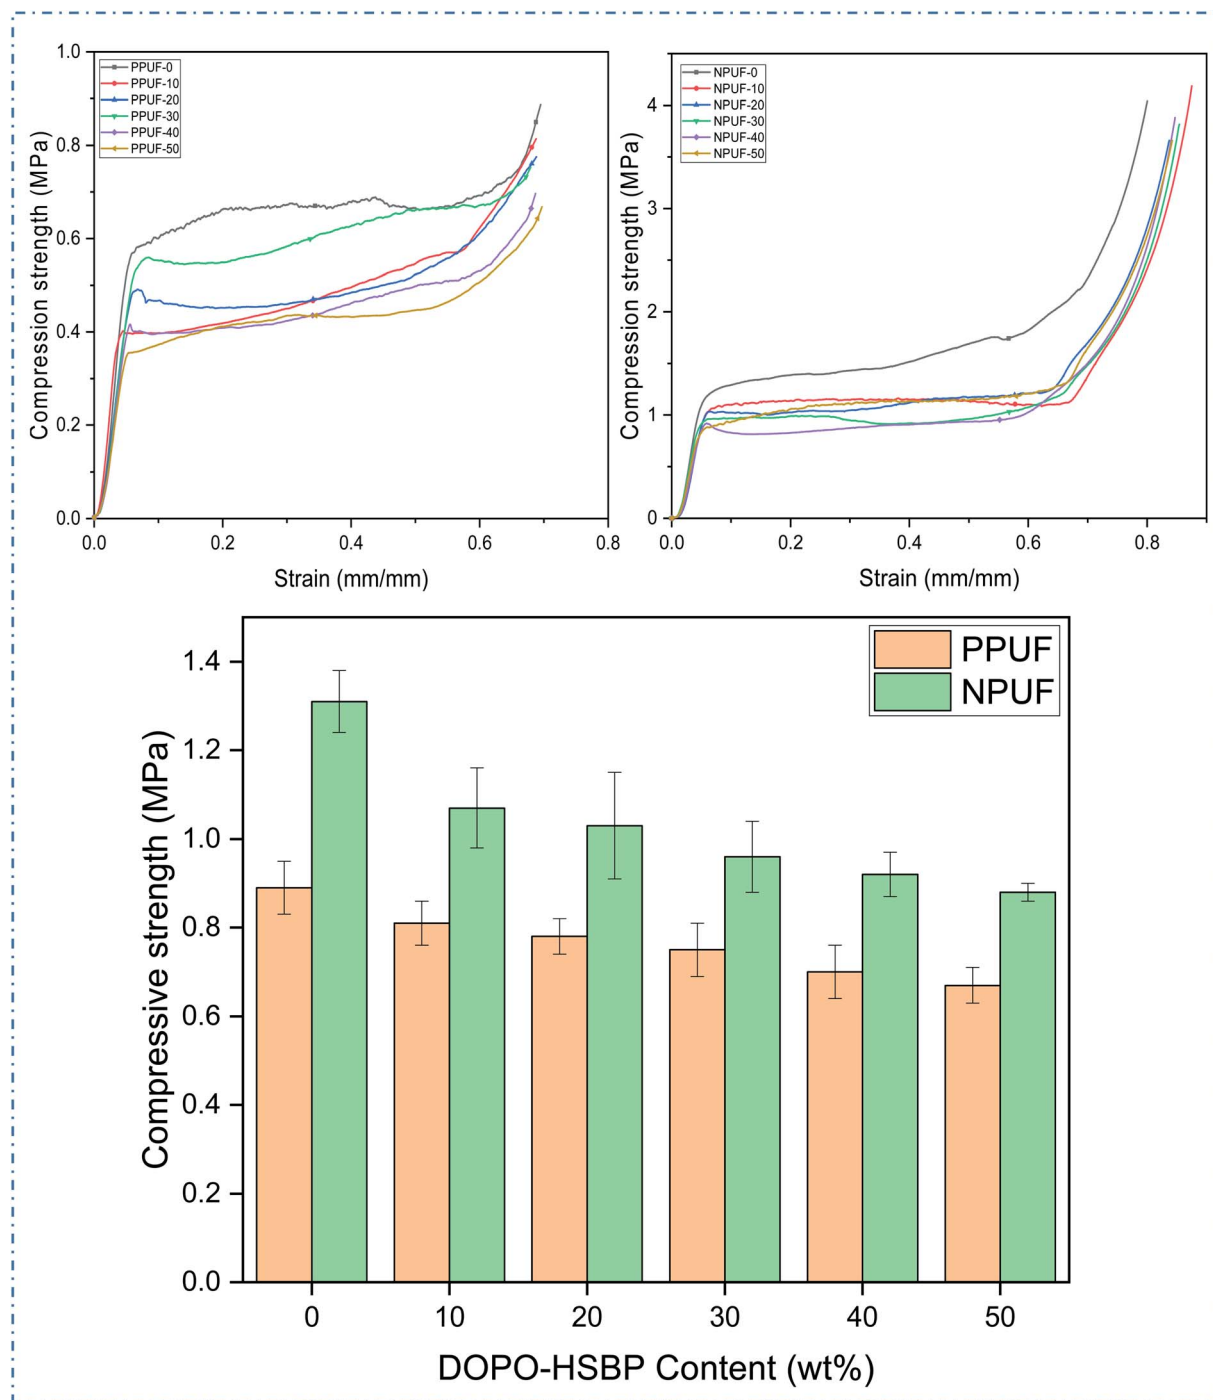 1.0
0.8
0.6
0.4
0.2
0.0
Compression strength (MPa)
PPUF-0
PPUF-10
PPUF-20
PPUF-30
PPUF-40
PPUF-50
0.0 0.2 0.4 0.6 0.8
Strain (mm/mm)
4
3
2
1
0
Compression strength (MPa)
NPUF-0
NPUF-10
NPUF-20
NPUF-30
NPUF-40
NPUF-50
0.0 0.2 0.4 0.6 0.8
Strain (mm/mm)
1.4
1.2
1.0
0.8
0.6
0.4
0.2
0.0
Compressive strength (MPa)
PPUF
NPUF
0 10 20 30 40 50
DOPO-HSBP Content (wt%)